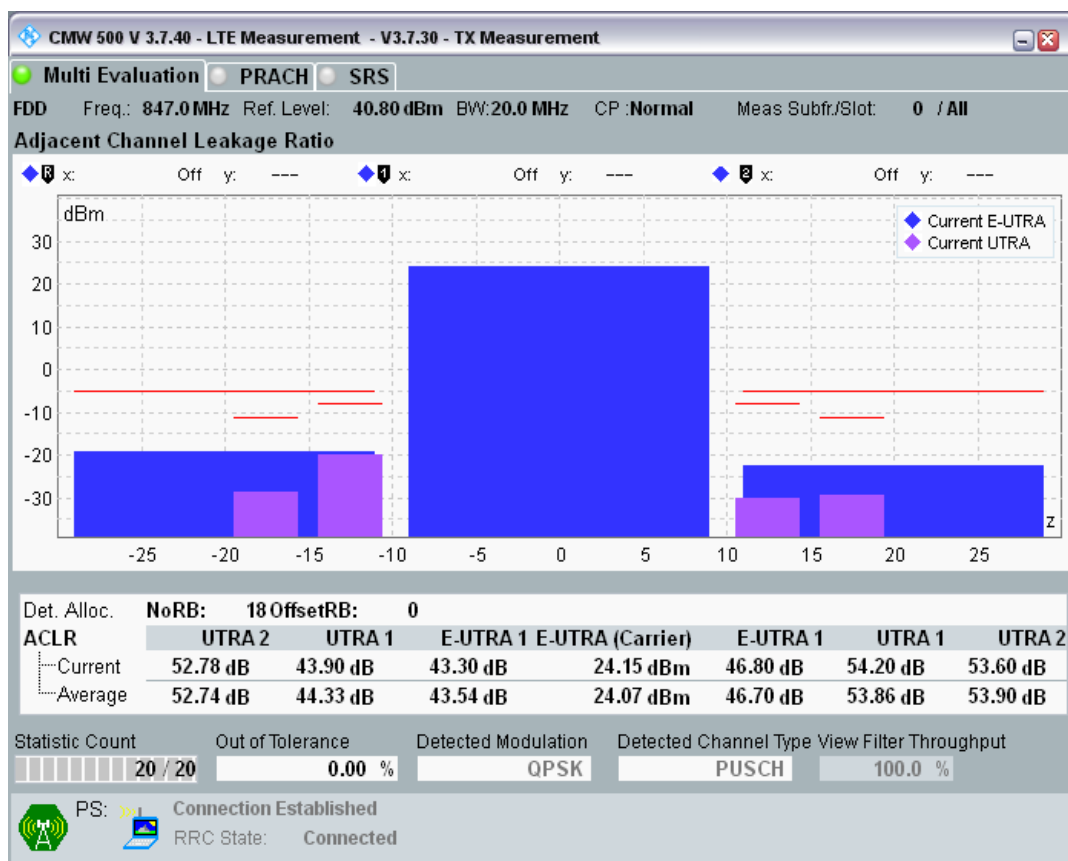 CMW 500 V 3.7.40 - LTE Measurement - V3.7.30 - TX Measurement
Multi Evaluation PRACH SRS
FDD Freq.: 847.0 MHz Ref. Level: 40.80 dBm BW: 20.0 MHz CP :Normal Meas Subfr./Slot: 0 / All
Adjacent Channel Leakage Ratio
R x: Off y: --- 1 x: Off y: --- 2 x: Off y: ---
dBm
Current E-UTRA
Current UTRA
30
20
10
0
-10
-20
-30
z
-25 -20 -15 -10 -5 0 5 10 15 20 25
Det. Alloc. NoRB: 18 OffsetRB: 0
ACLR UTRA 2 UTRA 1 E-UTRA 1 E-UTRA (Carrier) E-UTRA 1 UTRA 1 UTRA 2
Current 52.78 dB 43.90 dB 43.30 dB 24.15 dBm 46.80 dB 54.20 dB 53.60 dB
Average 52.74 dB 44.33 dB 43.54 dB 24.07 dBm 46.70 dB 53.86 dB 53.90 dB
Statistic Count Out of Tolerance Detected Modulation Detected Channel Type View Filter Throughput
20 / 20 0.00 % QPSK PUSCH 100.0 %
PS: Connection Established
RRC State: Connected